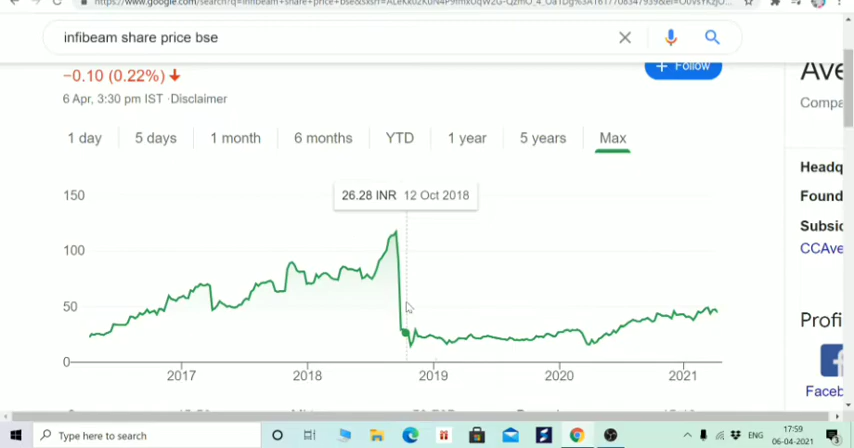 infibeam share price bse
−0.10 (0.22%) ↓
6 Apr, 3:30 pm IST ·Disclaimer
+ Follow
1 day 5 days 1 month 6 months YTD 1 year 5 years Max
26.28 INR 12 Oct 2018
150
100
50
0
2017 2018 2019 2020 2021
Ave
Compa
Headq
Found
Subsid
CCAve
Profi
Faceb
Type here to search
ENG
17:59
06-04-2021